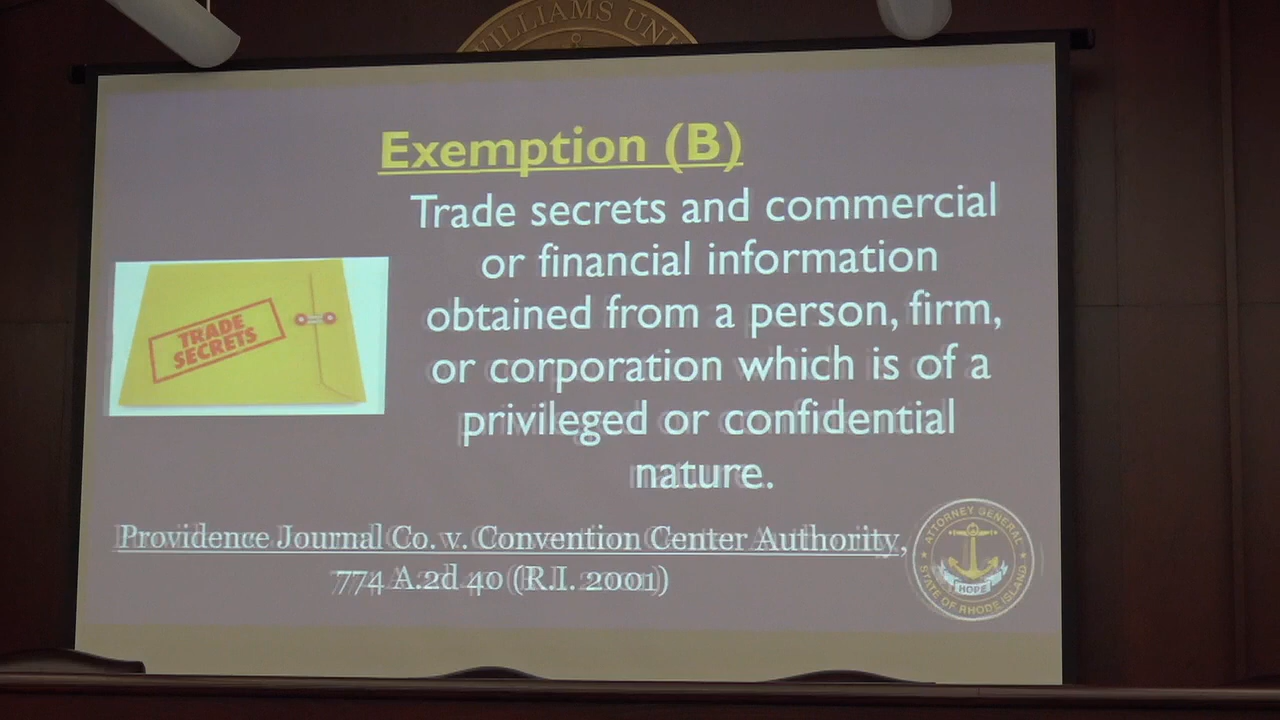 WILLIAMS UNI
Exemption (B)
Trade secrets and commercial
or financial information
obtained from a person, firm,
or corporation which is of a
privileged or confidential
nature.
TRADE
SECRETS
Providence Journal Co. v. Convention Center Authority,
774 A.2d 40 (R.I. 2001)
ATTORNEY GENERAL
HOPE
STATE OF RHODE ISLAND